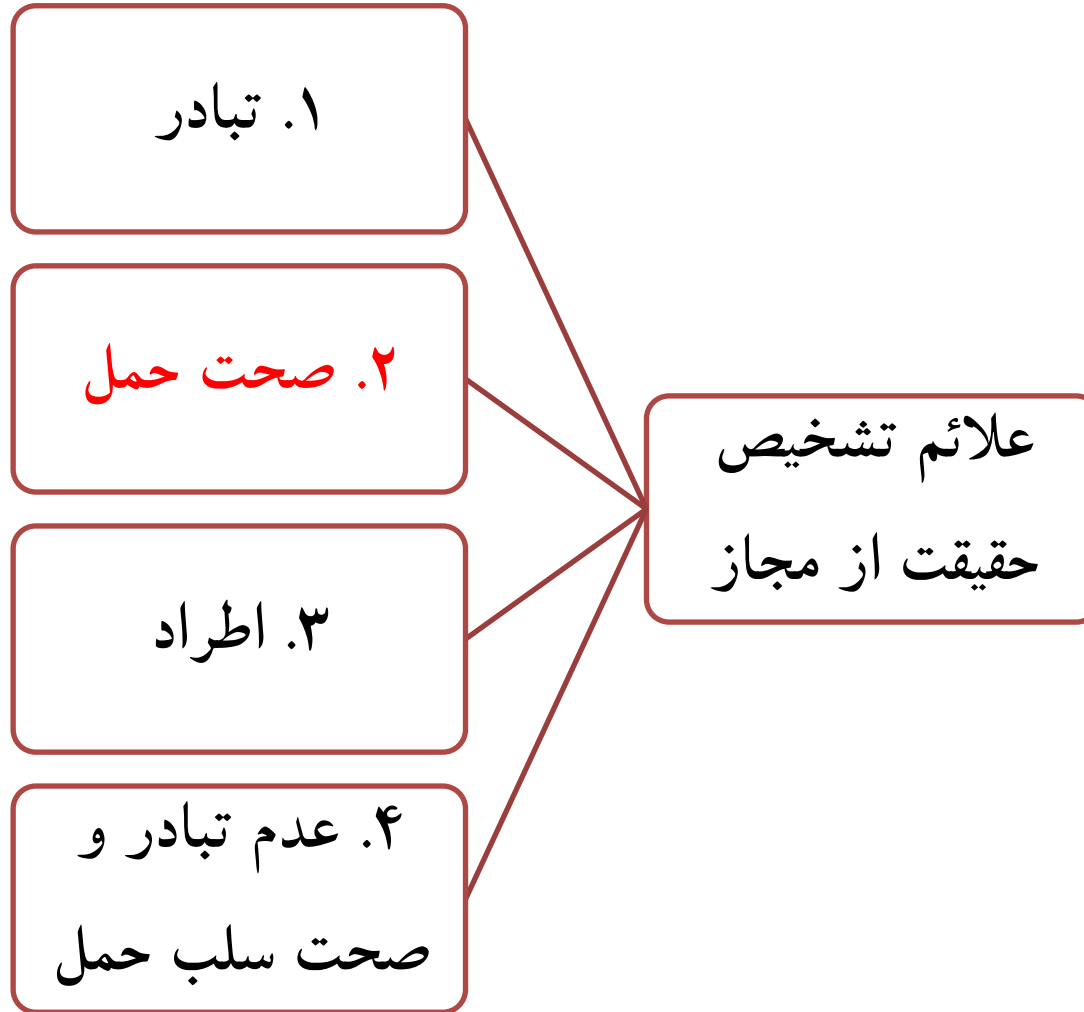 علائم تشخیص
حقیقت از مجاز
۱. تبادر
۲. صحت حمل
۳. اطراد
۴. عدم تبادر و
صحت سلب حمل